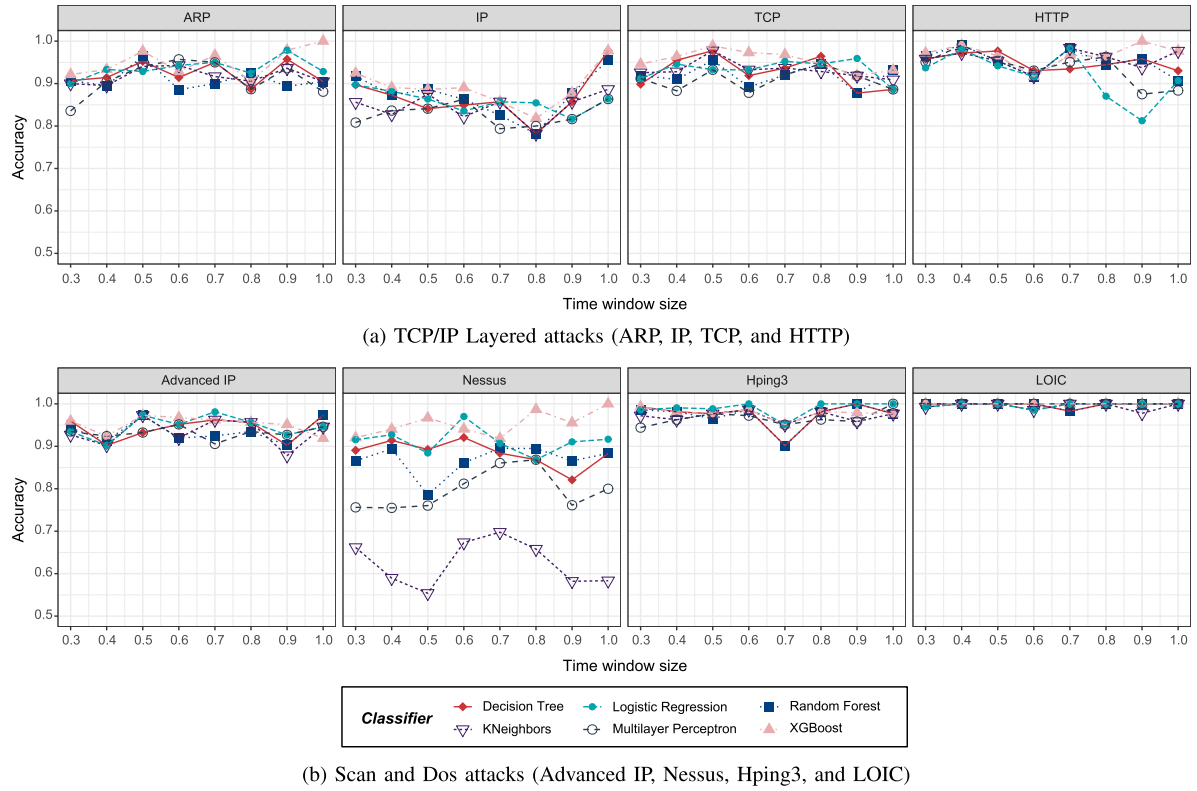 ARP IP TCP HTTP
1.0
0.9
0.8
0.7
0.6
0.5
Accuracy
0.3 0.4 0.5 0.6 0.7 0.8 0.9 1.0 0.3 0.4 0.5 0.6 0.7 0.8 0.9 1.0 0.3 0.4 0.5 0.6 0.7 0.8 0.9 1.0 0.3 0.4 0.5 0.6 0.7 0.8 0.9 1.0
Time window size
(a) TCP/IP Layered attacks (ARP, IP, TCP, and HTTP)
Advanced IP Nessus Hping3 LOIC
1.0
0.9
0.8
0.7
0.6
0.5
Accuracy
0.3 0.4 0.5 0.6 0.7 0.8 0.9 1.0 0.3 0.4 0.5 0.6 0.7 0.8 0.9 1.0 0.3 0.4 0.5 0.6 0.7 0.8 0.9 1.0 0.3 0.4 0.5 0.6 0.7 0.8 0.9 1.0
Time window size
Classifier
Decision Tree Logistic Regression Random Forest
KNeighbors Multilayer Perceptron XGBoost
(b) Scan and Dos attacks (Advanced IP, Nessus, Hping3, and LOIC)